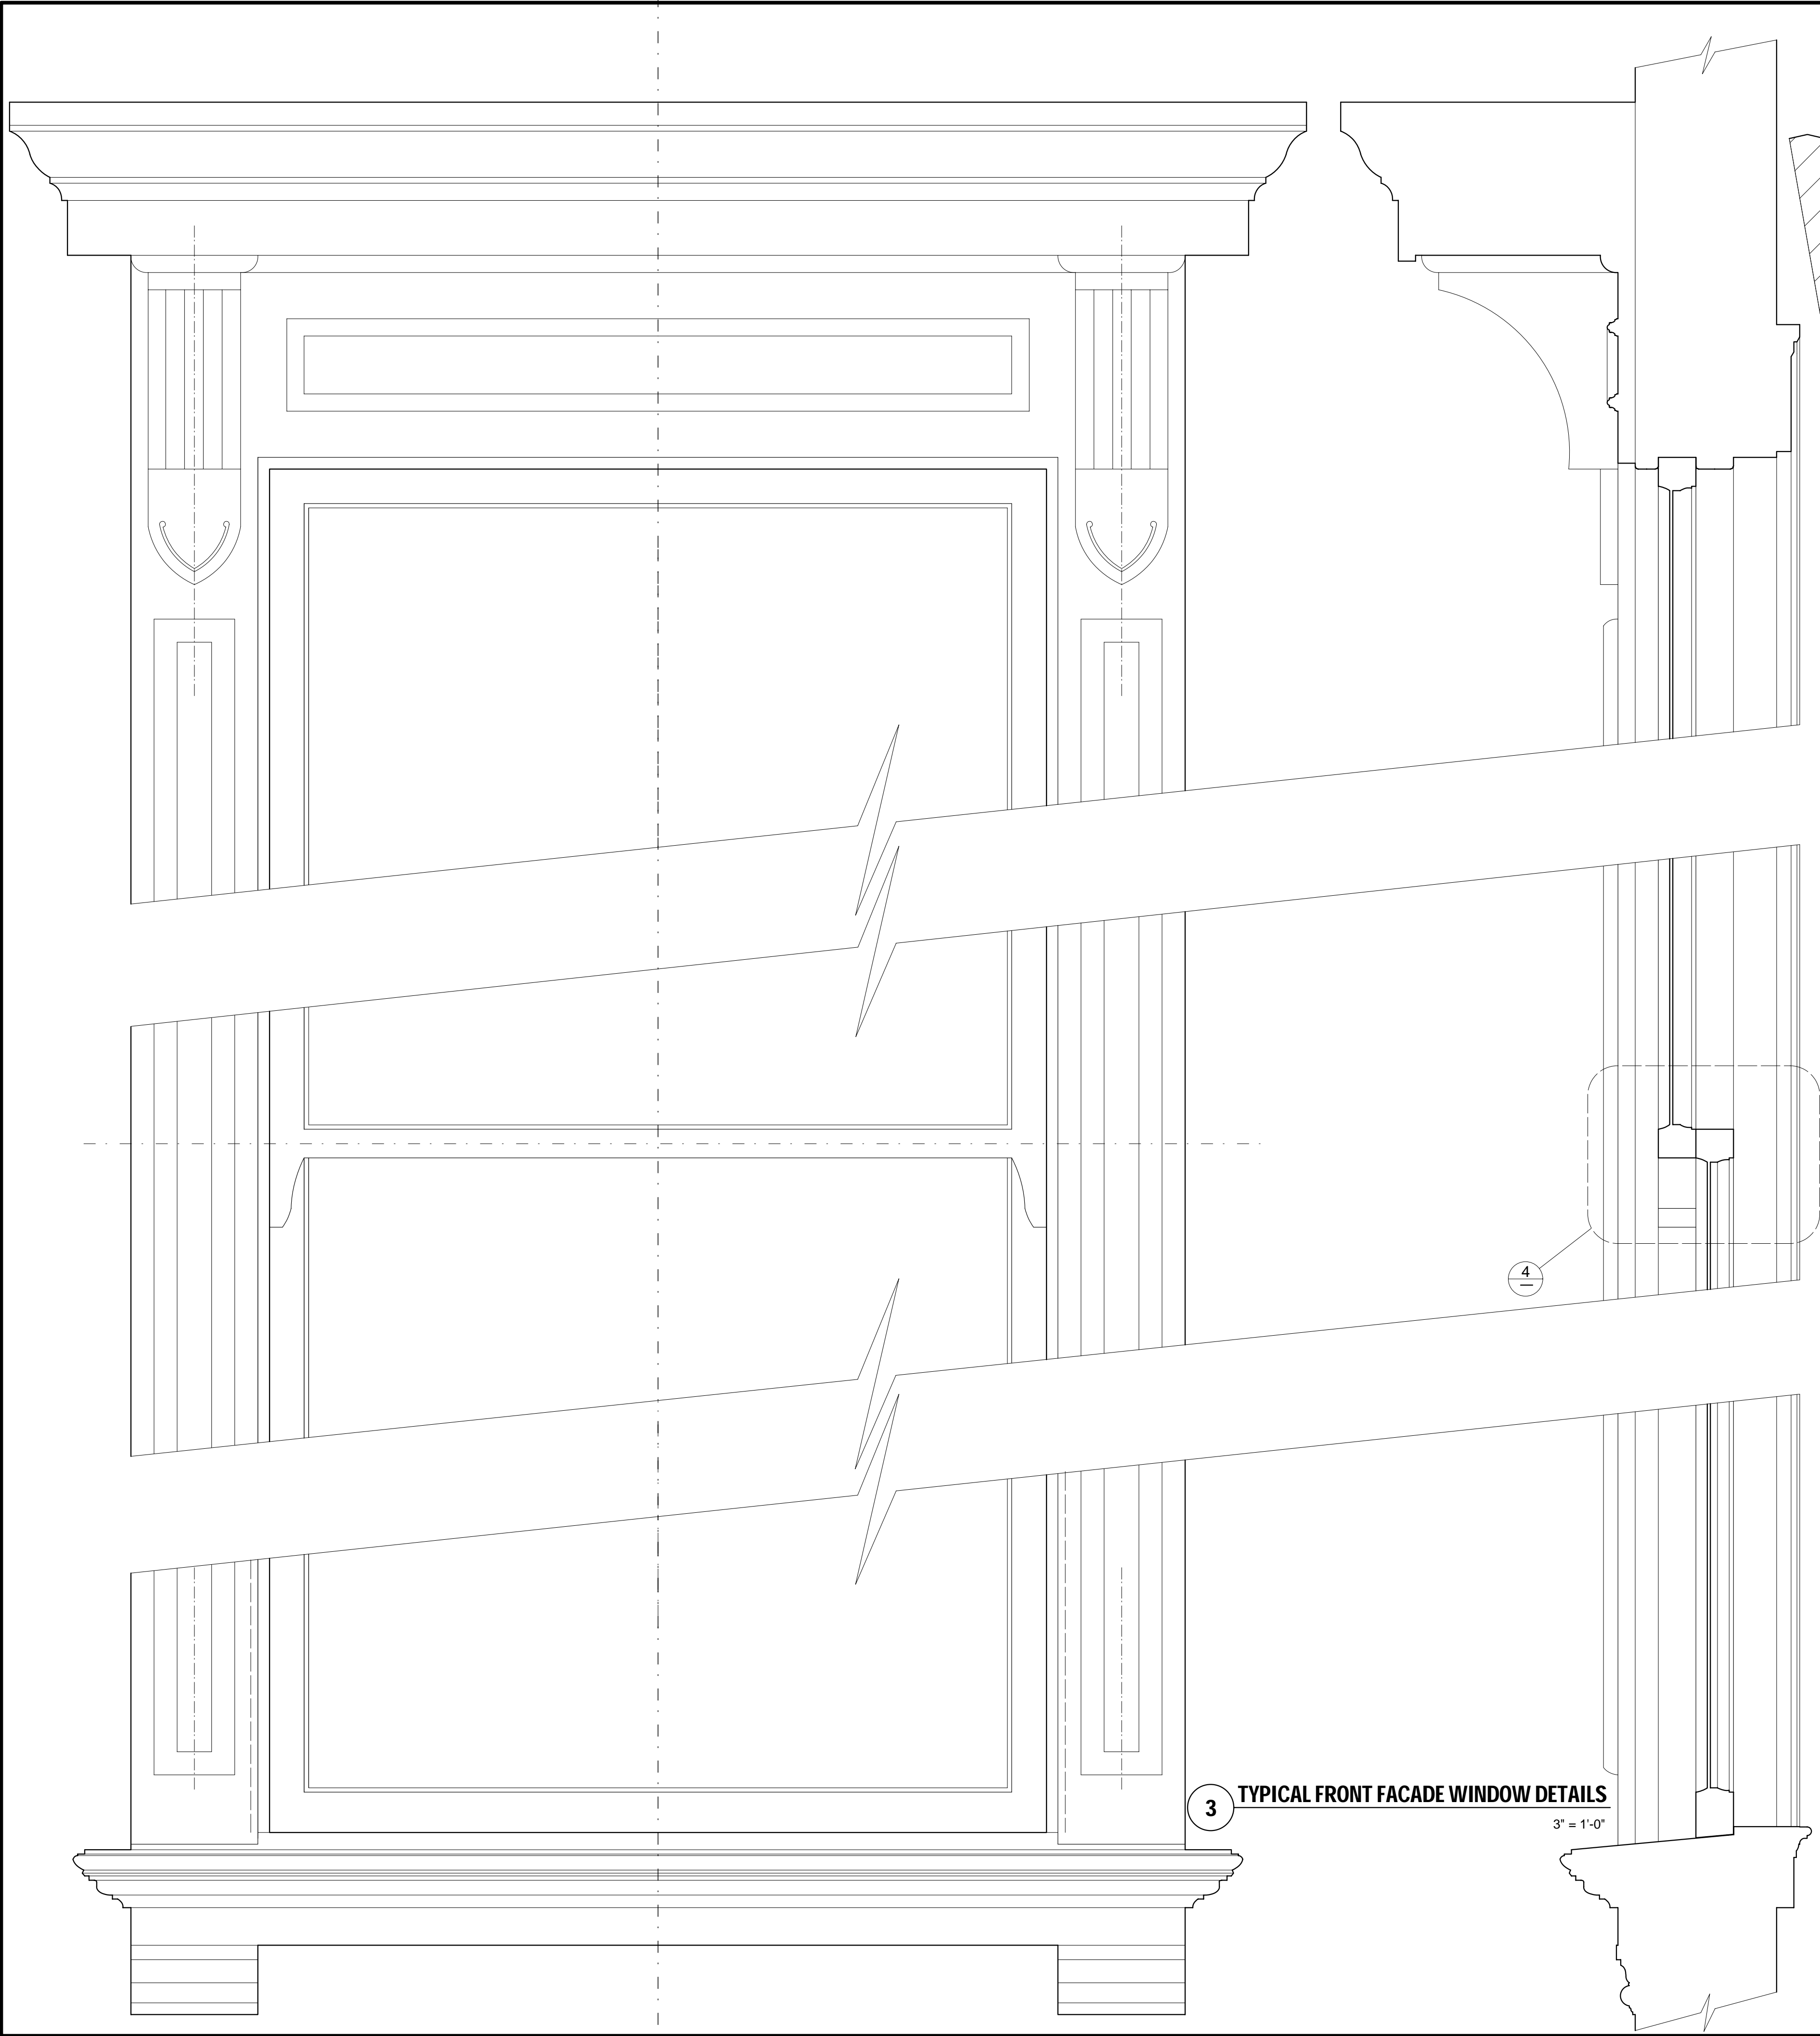 4
—
3
TYPICAL FRONT FACADE WINDOW DETAILS
3" = 1'-0"